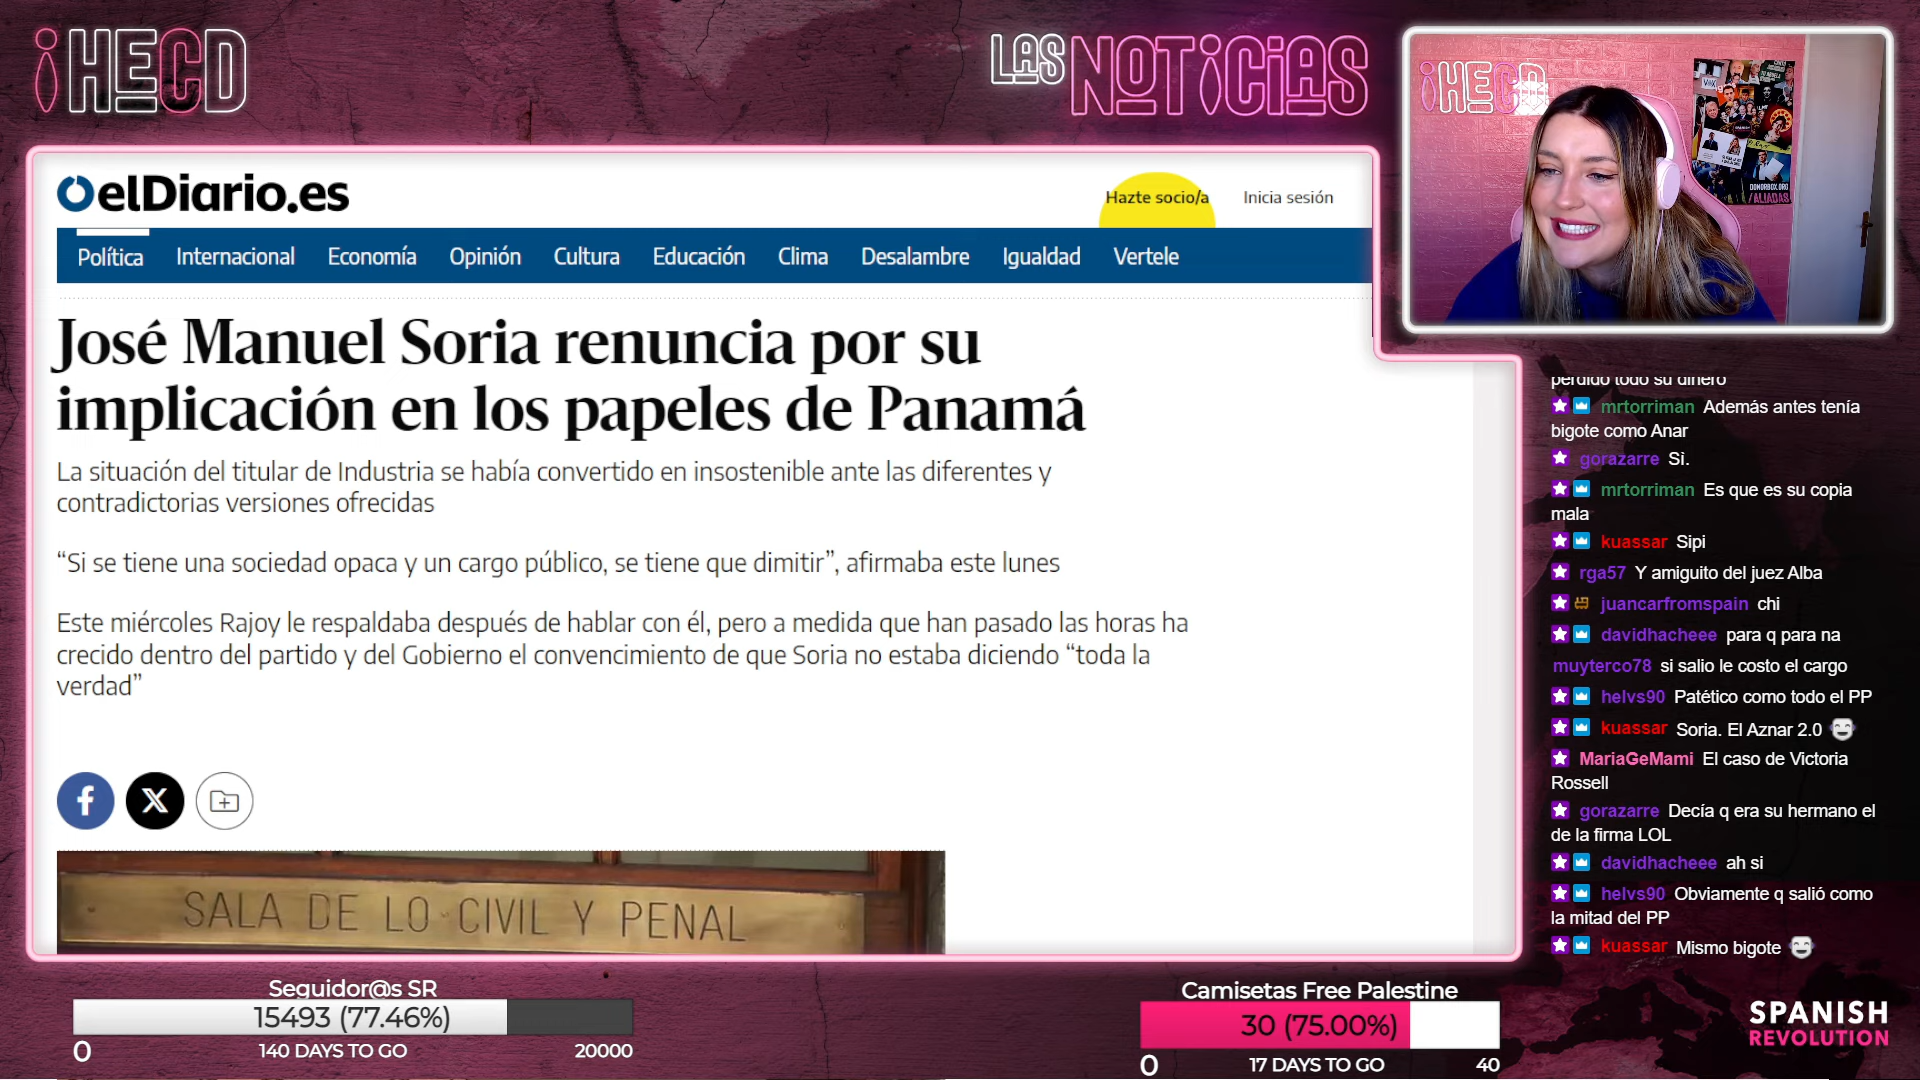 ¡HECD
LAS NOTICIAS
¡HECD
elDiario.es
Hazte socio/a
Inicia sesión
Política
Internacional
Economía
Opinión
Cultura
Educación
Clima
Desalambre
Igualdad
Vertele
José Manuel Soria renuncia por su
implicación en los papeles de Panamá
La situación del titular de Industria se había convertido en insostenible ante las diferentes y
contradictorias versiones ofrecidas
“Si se tiene una sociedad opaca y un cargo público, se tiene que dimitir”, afirmaba este lunes
Este miércoles Rajoy le respaldaba después de hablar con él, pero a medida que han pasado las horas ha
crecido dentro del partido y del Gobierno el convencimiento de que Soria no estaba diciendo “toda la
verdad”
SALA DE LO CIVIL Y PENAL
DONORBOX.ORG
/ALIADAS
perdido todo su dinero
mrtorriman Además antes tenía
bigote como Anar
gorazarre Sì.
mrtorriman Es que es su copia
mala
kuassar Sipi
rga57 Y amiguito del juez Alba
juancarfromspain chi
davidhacheee para q para na
muyterco78 si salio le costo el cargo
helvs90 Patético como todo el PP
kuassar Soria. El Aznar 2.0
MariaGeMami El caso de Victoria
Rossell
gorazarre Decía q era su hermano el
de la firma LOL
davidhacheee ah si
helvs90 Obviamente q salió como
la mitad del PP
kuassar Mismo bigote
Seguidor@s SR
15493 (77.46%)
0
140 DAYS TO GO
20000
Camisetas Free Palestine
30 (75.00%)
0
17 DAYS TO GO
40
SPANISH
REVOLUTION